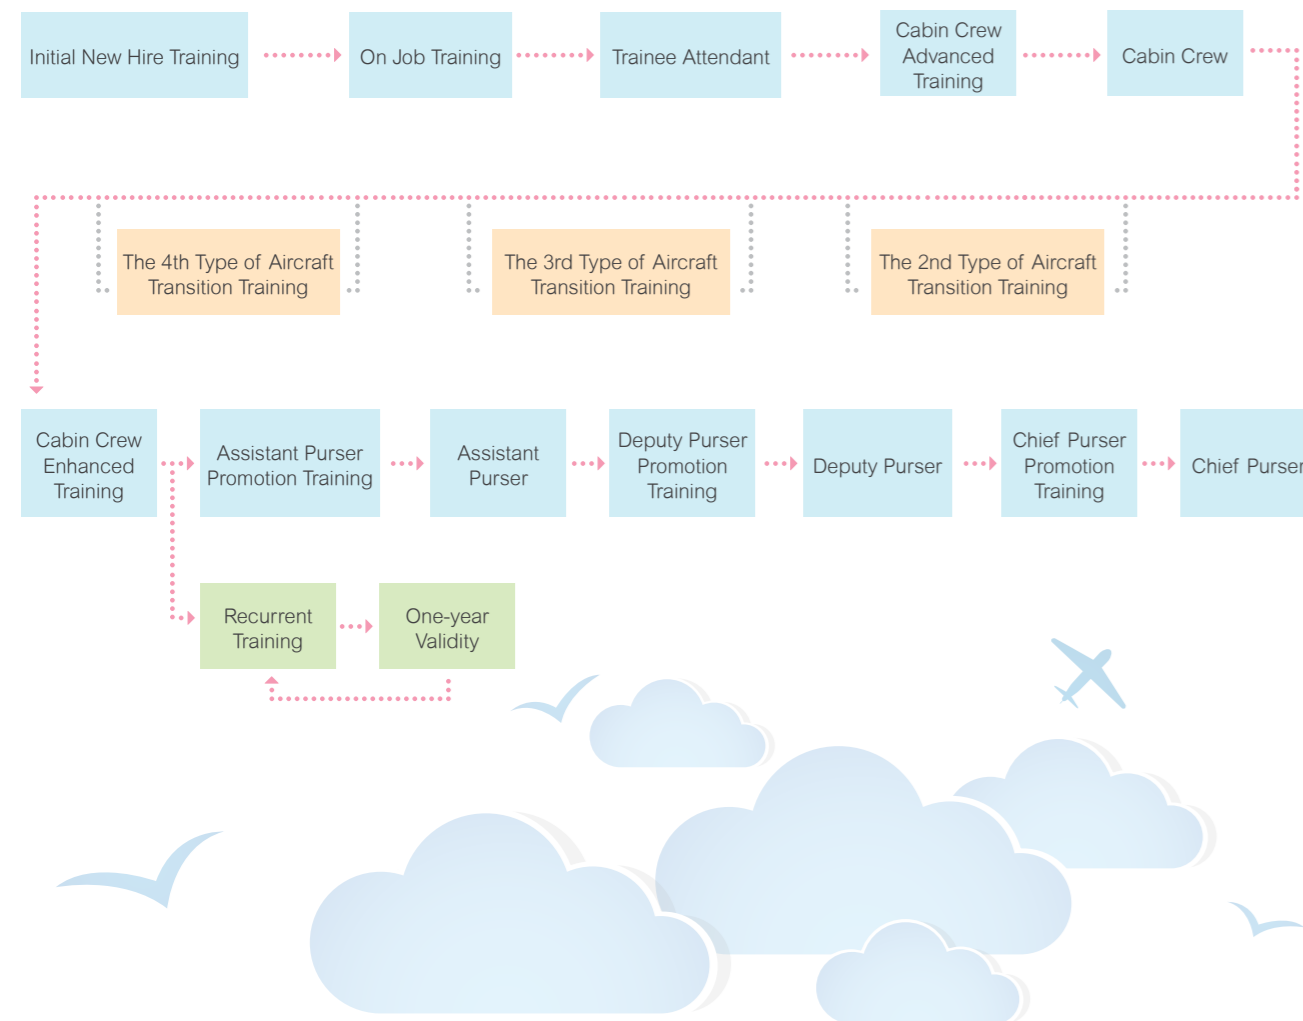 Initial New Hire Training
On Job Training
Trainee Attendant
Cabin Crew
Advanced
Training
Cabin Crew
The 4th Type of Aircraft
Transition Training
The 3rd Type of Aircraft
Transition Training
The 2nd Type of Aircraft
Transition Training
Cabin Crew
Enhanced
Training
Assistant Purser
Promotion Training
Assistant
Purser
Deputy Purser
Promotion
Training
Deputy Purser
Chief Purser
Promotion
Training
Chief Purser
Recurrent
Training
One-year
Validity